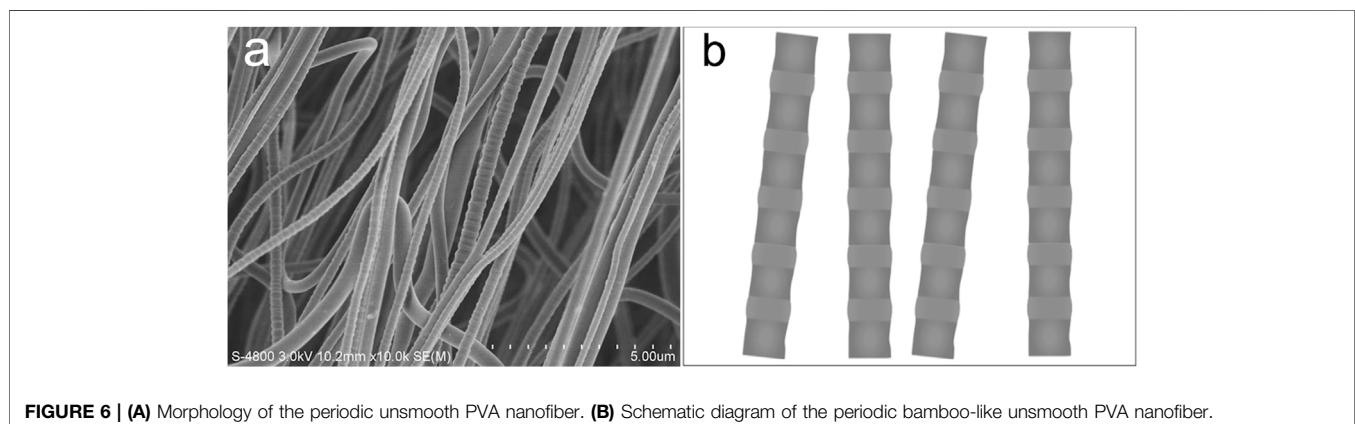 a
b
S-4800 3.0kV 10.2mm x10.0k SE(M)
5.00um
FIGURE 6 | (A) Morphology of the periodic unsmooth PVA nanofiber. (B) Schematic diagram of the periodic bamboo-like unsmooth PVA nanofiber.